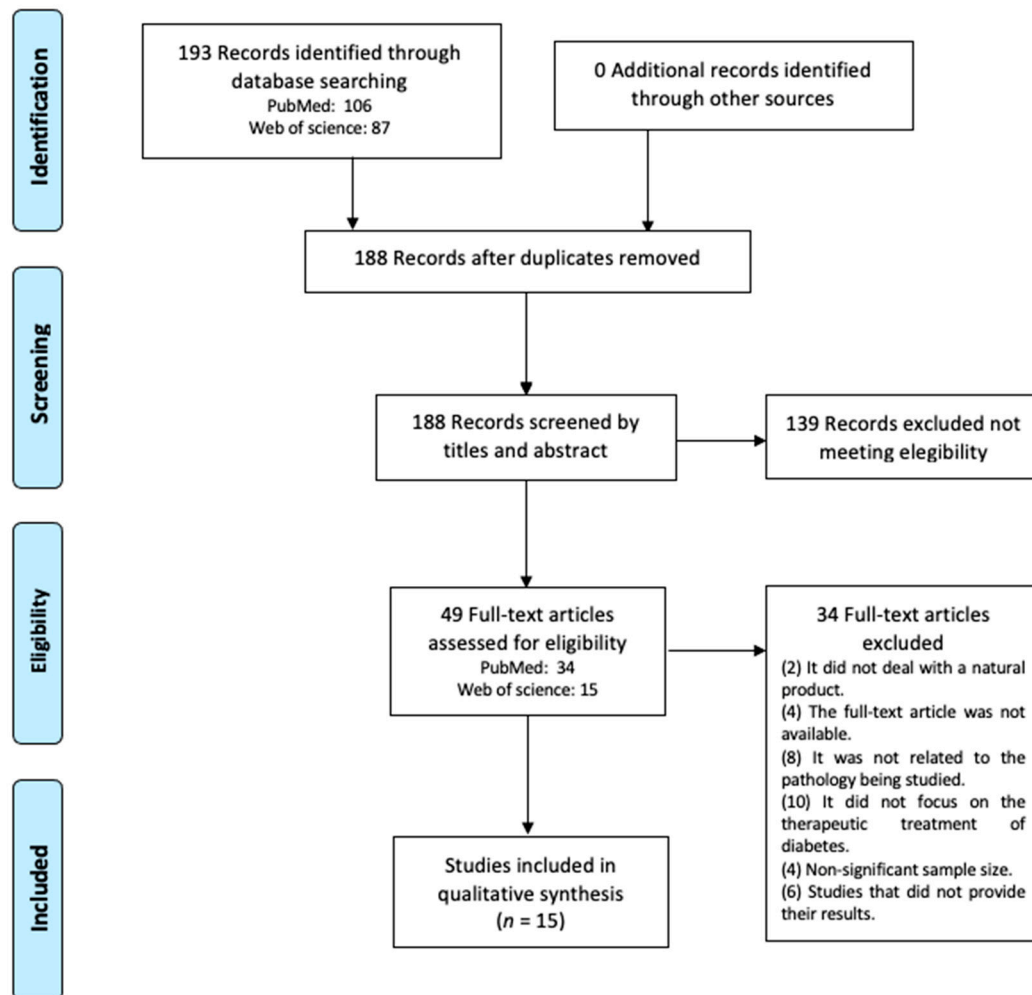 Identification
193 Records identified through
database searching
PubMed: 106
Web of science: 87
0 Additional records identified
through other sources
188 Records after duplicates removed
Screening
188 Records screened by
titles and abstract
139 Records excluded not
meeting elegibility
Eligibility
49 Full-text articles
assessed for eligibility
PubMed: 34
Web of science: 15
34 Full-text articles
excluded
(2) It did not deal with a natural
product.
(4) The full-text article was not
available.
(8) It was not related to the
pathology being studied.
(10) It did not focus on the
therapeutic treatment of
diabetes.
(4) Non-significant sample size.
(6) Studies that did not provide
their results.
Included
Studies included in
qualitative synthesis
(n = 15)